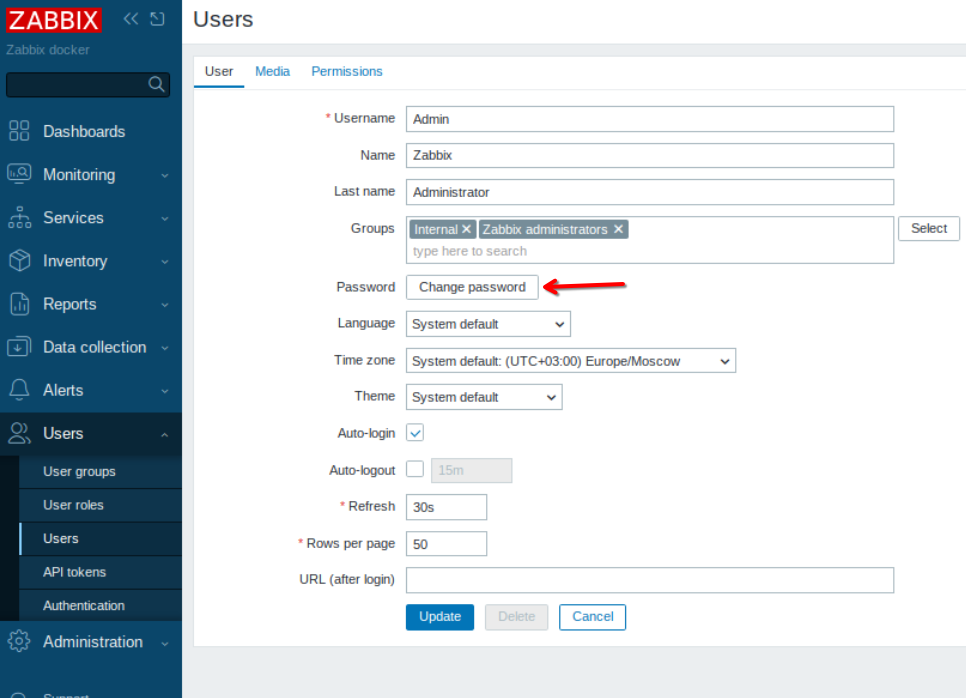 ZABBIX
Zabbix docker
Dashboards
Monitoring
Services
Inventory
Reports
Data collection
Alerts
Users
User groups
User roles
Users
API tokens
Authentication
Administration
Support
Users
User Media Permissions
* Username Admin
Name Zabbix
Last name Administrator
Groups Internal Zabbix administrators Select
type here to search
Password Change password
Language System default
Time zone System default: (UTC+03:00) Europe/Moscow
Theme System default
Auto-login
Auto-logout 15m
* Refresh 30s
* Rows per page 50
URL (after login)
Update Delete Cancel